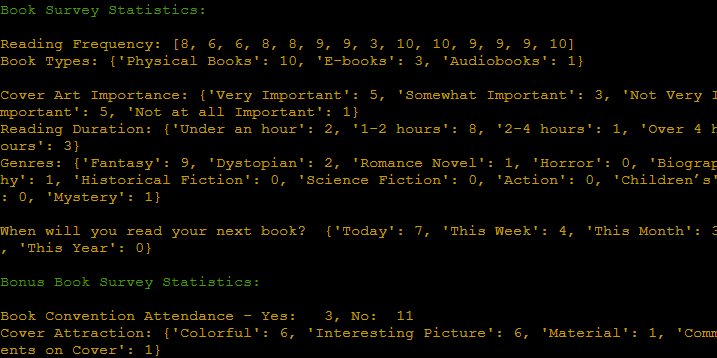 Book Survey Statistics:
Reading Frequency: [8, 6, 6, 8, 8, 9, 9, 3, 10, 10, 9, 9, 9, 10]
Book Types: {'Physical Books': 10, 'E-books': 3, 'Audiobooks': 1}
Cover Art Importance: {'Very Important': 5, 'Somewhat Important': 3, 'Not Very I
mportant': 5, 'Not at all Important': 1}
Reading Duration: {'Under an hour': 2, '1-2 hours': 8, '2-4 hours': 1, 'Over 4 h
ours': 3}
Genres: {'Fantasy': 9, 'Dystopian': 2, 'Romance Novel': 1, 'Horror': 0, 'Biograp
hy': 1, 'Historical Fiction': 0, 'Science Fiction': 0, 'Action': 0, 'Children’s'
: 0, 'Mystery': 1}
When will you read your next book?  {'Today': 7, 'This Week': 4, 'This Month': 3
, 'This Year': 0}
Bonus Book Survey Statistics:
Book Convention Attendance - Yes:   3, No:  11
Cover Attraction: {'Colorful': 6, 'Interesting Picture': 6, 'Material': 1, 'Comm
ents on Cover': 1}